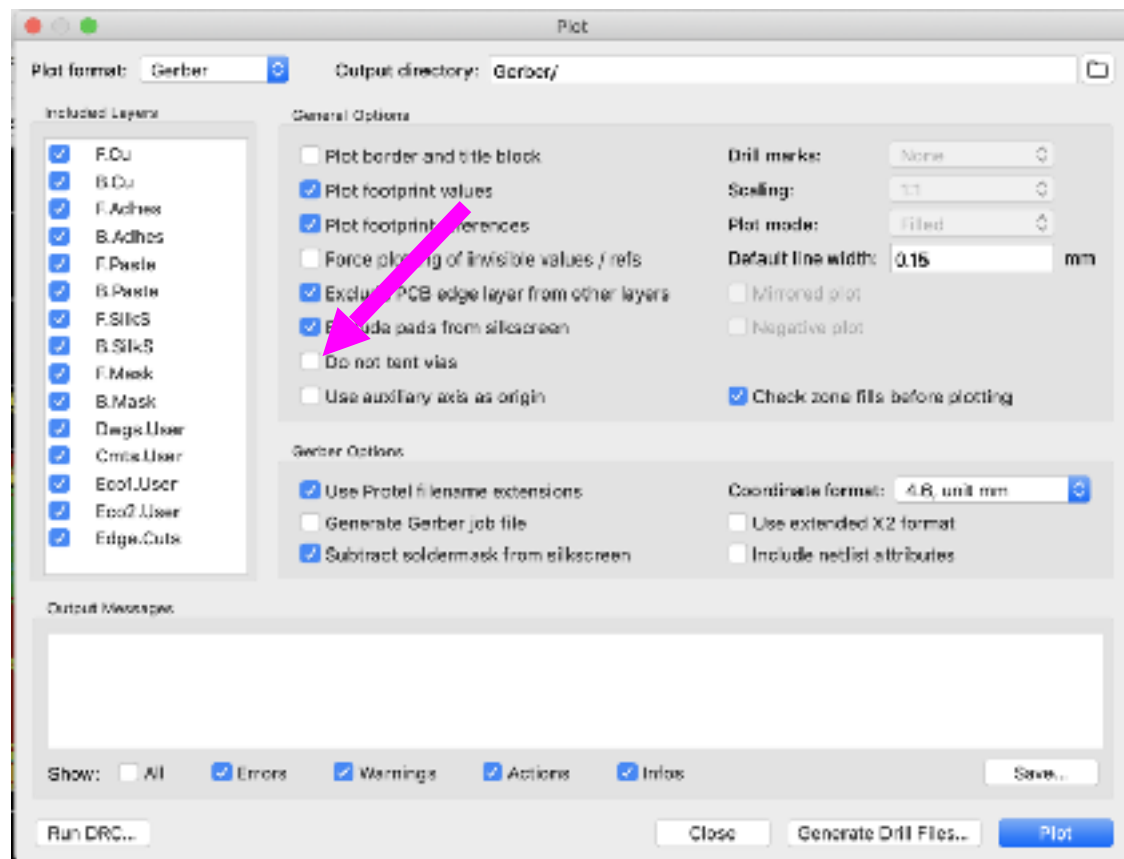 Plot
Plot format: Gerber
Output directory: Gerber/
Included Layers
F.Cu
B.Cu
F.Adhes
B.Adhes
F.Paste
B.Paste
F.SilkS
B.SilkS
F.Mask
B.Mask
Dwgs.User
Cmts.User
Eco1.User
Eco2.User
Edge.Cuts
General Options
Plot border and title block
Plot footprint values
Plot footprint
Force of invisible values / refs
PCB edge layer from other layers
pads from silkscreen
Do not tent vias
Use auxiliary axis as origin
Drill marks: None
Scaling: 1:1
Plot mode: Filled
Default line width: 0.15 mm
Mirrored plot
Negative plot
Check zone fills before plotting
Gerber Options
Use Protel filename extensions
Generate Gerber job file
Subtract soldermask from silkscreen
Coordinate format: 4.6, unit mm
Use extended X2 format
Include netlist attributes
Output Messages
Show: All Errors Warnings Actions Infos Save...
Run DRC... Close Generate Drill Files... Plot